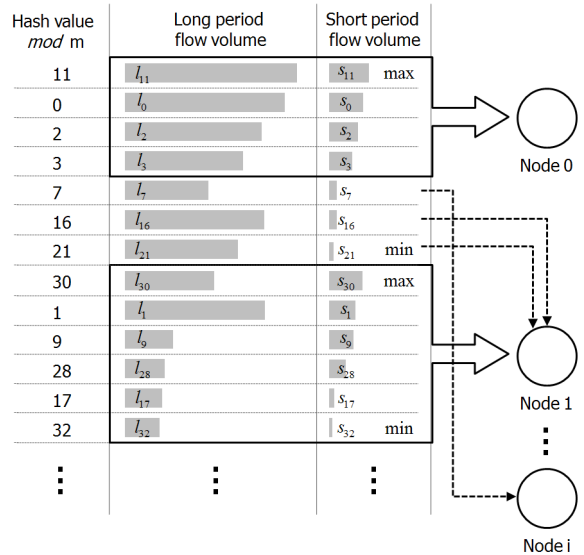 Hash value mod m
Long period flow volume
Short period flow volume
11 l11 s11 max
0 l0 s0
2 l2 s2
3 l3 s3
Node 0
7 l7 s7
16 l16 s16
21 l21 s21 min
30 l30 s30 max
1 l1 s1
9 l9 s9
28 l28 s28
17 l17 s17
Node 1
32 l32 s32 min
Node i